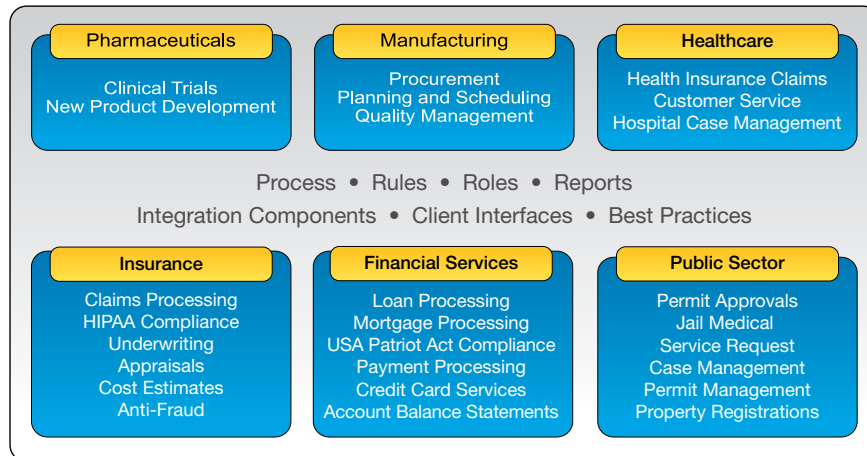 Pharmaceuticals
Clinical Trials
New Product Development
Manufacturing
Procurement
Planning and Scheduling
Quality Management
Healthcare
Health Insurance Claims
Customer Service
Hospital Case Management
Process • Rules • Roles • Reports
Integration Components • Client Interfaces • Best Practices
Insurance
Claims Processing
HIPAA Compliance
Underwriting
Appraisals
Cost Estimates
Anti-Fraud
Financial Services
Loan Processing
Mortgage Processing
USA Patriot Act Compliance
Payment Processing
Credit Card Services
Account Balance Statements
Public Sector
Permit Approvals
Jail Medical
Service Request
Case Management
Permit Management
Property Registrations